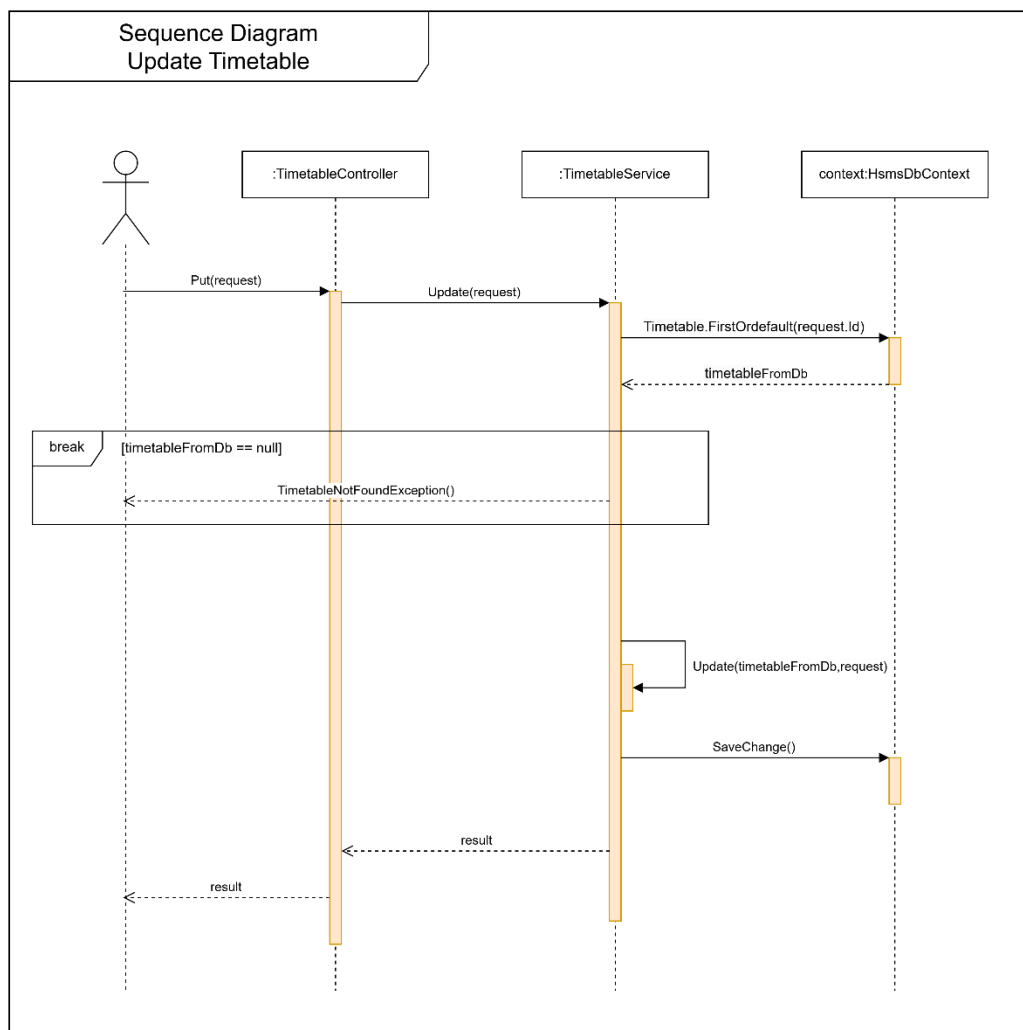 Sequence Diagram
Update Timetable
:TimetableController
:TimetableService
context:HsmsDbContext
Put(request)
Update(request)
Timetable.FirstOrdefault(request.Id)
timetableFromDb
break
[timetableFromDb == null]
TimetableNotFoundException()
Update(timetableFromDb,request)
SaveChange()
result
result